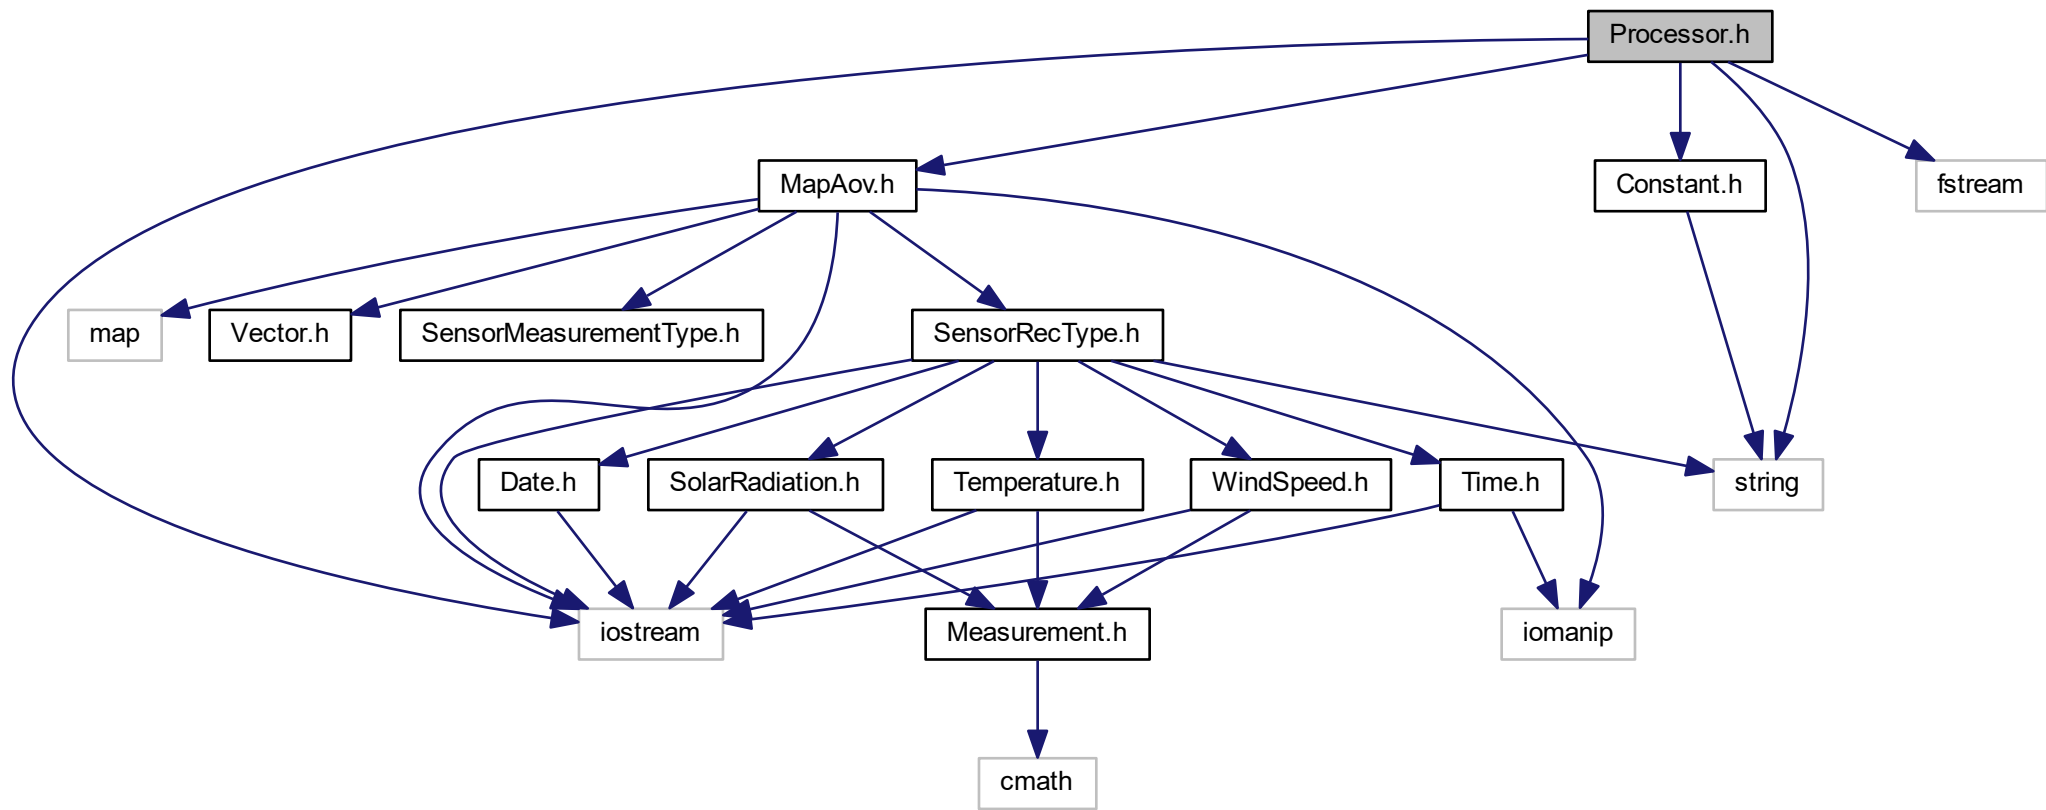 Processor.h
MapAov.h
Constant.h
fstream
map
Vector.h
SensorMeasurementType.h
SensorRecType.h
Date.h
SolarRadiation.h
Temperature.h
WindSpeed.h
Time.h
string
iostream
Measurement.h
iomanip
cmath